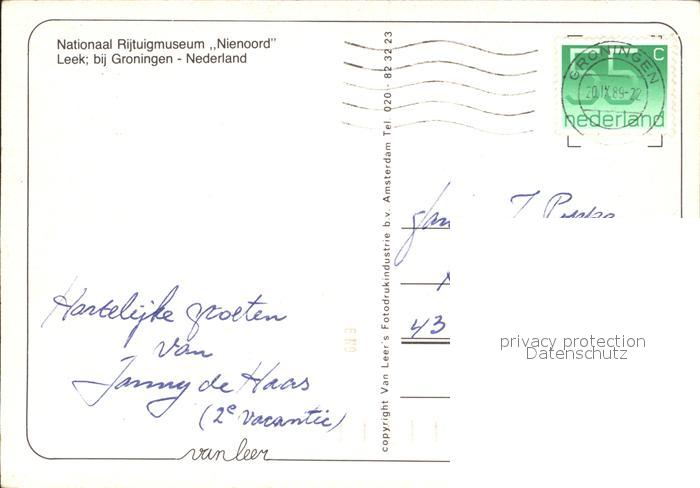 Nationaal Rijtuigmuseum ,,Nienoord"
Leek; bij Groningen - Nederland
GRONINGEN
20.IX.89-22
55 C
nederland
copyright Van Leer's Fotodrukindustrie b.v. Amsterdam Tel. 020 - 82 32 23
43
privacy protection
Datenschutz
Hartelijke groeten
van
Janny de Haas
(2e vacantie)
van leer